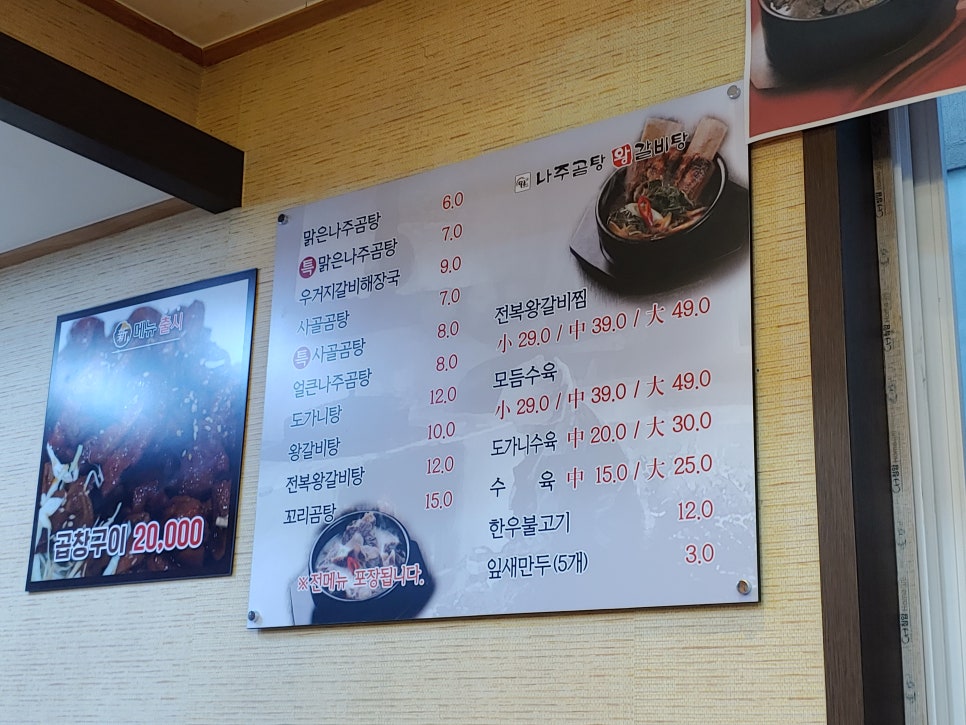 新 메뉴 출시
곱창구이 20,000
나주곰탕 왕갈비탕
맑은나주곰탕 6.0
특 맑은나주곰탕 7.0
우거지갈비해장국 9.0
사골곰탕 7.0
특 사골곰탕 8.0
얼큰나주곰탕 8.0
도가니탕 12.0
왕갈비탕 10.0
전복왕갈비탕 12.0
꼬리곰탕 15.0
※전메뉴 포장됩니다.
전복왕갈비찜
小 29.0 / 中 39.0 / 大 49.0
모듬수육
小 29.0 / 中 39.0 / 大 49.0
도가니수육 中 20.0 / 大 30.0
수 육 中 15.0 / 大 25.0
한우불고기 12.0
잎새만두(5개) 3.0